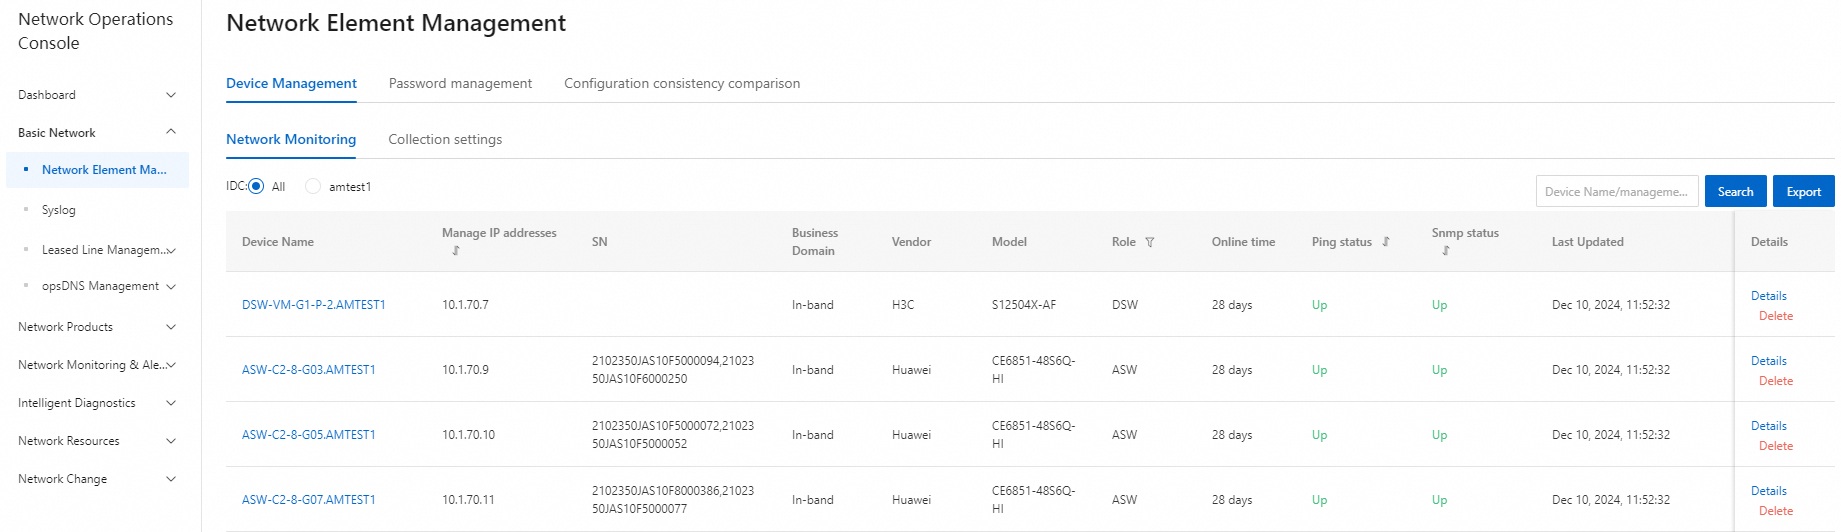 Network Operations
Console
Dashboard
Basic Network
Network Element Ma...
Syslog
Leased Line Managem...
opsDNS Management
Network Products
Network Monitoring & Ale...
Intelligent Diagnostics
Network Resources
Network Change
Network Element Management
Device Management Password management Configuration consistency comparison
Network Monitoring Collection settings
IDC: All amtest1
Device Name/manageme... Search Export
Device Name Manage IP addresses SN Business Domain Vendor Model Role Online time Ping status Snmp status Last Updated Details
DSW-VM-G1-P-2.AMTEST1 10.1.70.7 In-band H3C S12504X-AF DSW 28 days Up Up Dec 10, 2024, 11:52:32 Details
Delete
ASW-C2-8-G03.AMTEST1 10.1.70.9 2102350JAS10F5000094,21023 In-band Huawei CE6851-48S6Q- ASW 28 days Up Up Dec 10, 2024, 11:52:32 Details
50JAS10F6000250 HI Delete
ASW-C2-8-G05.AMTEST1 10.1.70.10 2102350JAS10F5000072,21023 In-band Huawei CE6851-48S6Q- ASW 28 days Up Up Dec 10, 2024, 11:52:32 Details
50JAS10F5000052 HI Delete
ASW-C2-8-G07.AMTEST1 10.1.70.11 2102350JAS10F8000386,21023 In-band Huawei CE6851-48S6Q- ASW 28 days Up Up Dec 10, 2024, 11:52:32 Details
50JAS10F5000077 HI Delete